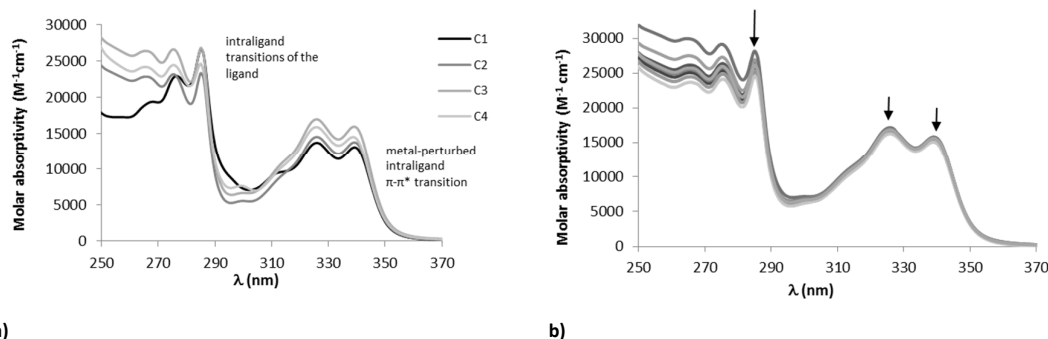 30000
25000
20000
15000
10000
5000
0
250
270
290
310
330
350
370
Molar absorptivity (M-1cm-1)
λ (nm)
intraligand
transitions of the
ligand
C1
C2
C3
C4
metal-perturbed
intraligand
π-π* transition
)
30000
25000
20000
15000
10000
5000
0
250
270
290
310
330
350
370
Molar absorptivity (M-1 cm-1)
λ (nm)
b)